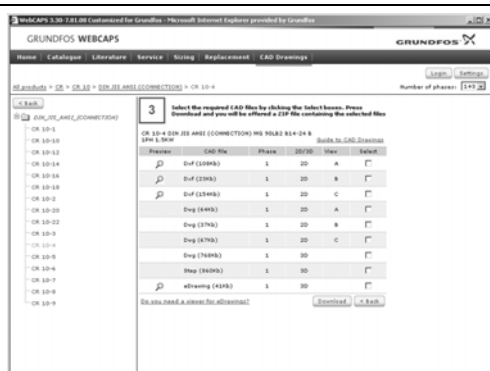 WebCAPS 3.30-7.01.08 Customized for Grundfos - Microsoft Internet Explorer provided by Grundfos
GRUNDFOS WEBCAPS
GRUNDFOS
Home Catalogue Literature Service Sizing Replacement CAD Drawings
Login Settings
All products > CR > CR 10 > DIN JIS ANSI (CONNECTION) > CR 10-4
Number of phases: 1+3
< Back
DIN_JIS_ANSI_(CONNECTION)
CR 10-1
CR 10-10
CR 10-12
CR 10-14
CR 10-16
CR 10-18
CR 10-2
CR 10-20
CR 10-22
CR 10-3
CR 10-4
CR 10-5
CR 10-6
CR 10-7
CR 10-8
CR 10-9
3
Select the required CAD files by clicking the Select boxes. Press
Download and you will be offered a ZIP file containing the selected files
CR 10-4 DIN JIS ANSI (CONNECTION) MG 90LB2 B14-24 B
1PH 1.5KW
Guide to CAD Drawings
Preview CAD file Phase 2D/3D View Select
Dxf (108Kb) 1 2D A
Dxf (23Kb) 1 2D B
Dxf (154Kb) 1 2D C
Dwg (64Kb) 1 2D A
Dwg (37Kb) 1 2D B
Dwg (67Kb) 1 2D C
Dwg (768Kb) 1 3D
Step (860Kb) 1 3D
eDrawing (41Kb) 1 3D
Do you need a viewer for eDrawings?
Download < Back